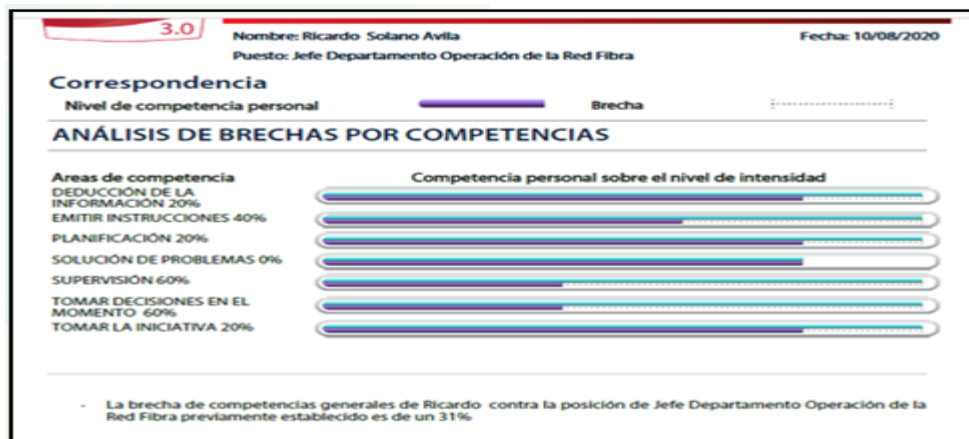 3.0
Nombre: Ricardo Solano Avila
Fecha: 10/08/2020
Puesto: Jefe Departamento Operación de la Red Fibra
Correspondencia
Nivel de competencia personal
Brecha
ANÁLISIS DE BRECHAS POR COMPETENCIAS
Areas de competencia
Competencia personal sobre el nivel de intensidad
DEDUCCIÓN DE LA
INFORMACIÓN 20%
EMITIR INSTRUCCIONES 40%
PLANIFICACIÓN 20%
SOLUCIÓN DE PROBLEMAS 0%
SUPERVISIÓN 60%
TOMAR DECISIONES EN EL
MOMENTO 60%
TOMAR LA INICIATIVA 20%
- La brecha de competencias generales de Ricardo contra la posición de Jefe Departamento Operación de la
Red Fibra previamente establecido es de un 31%